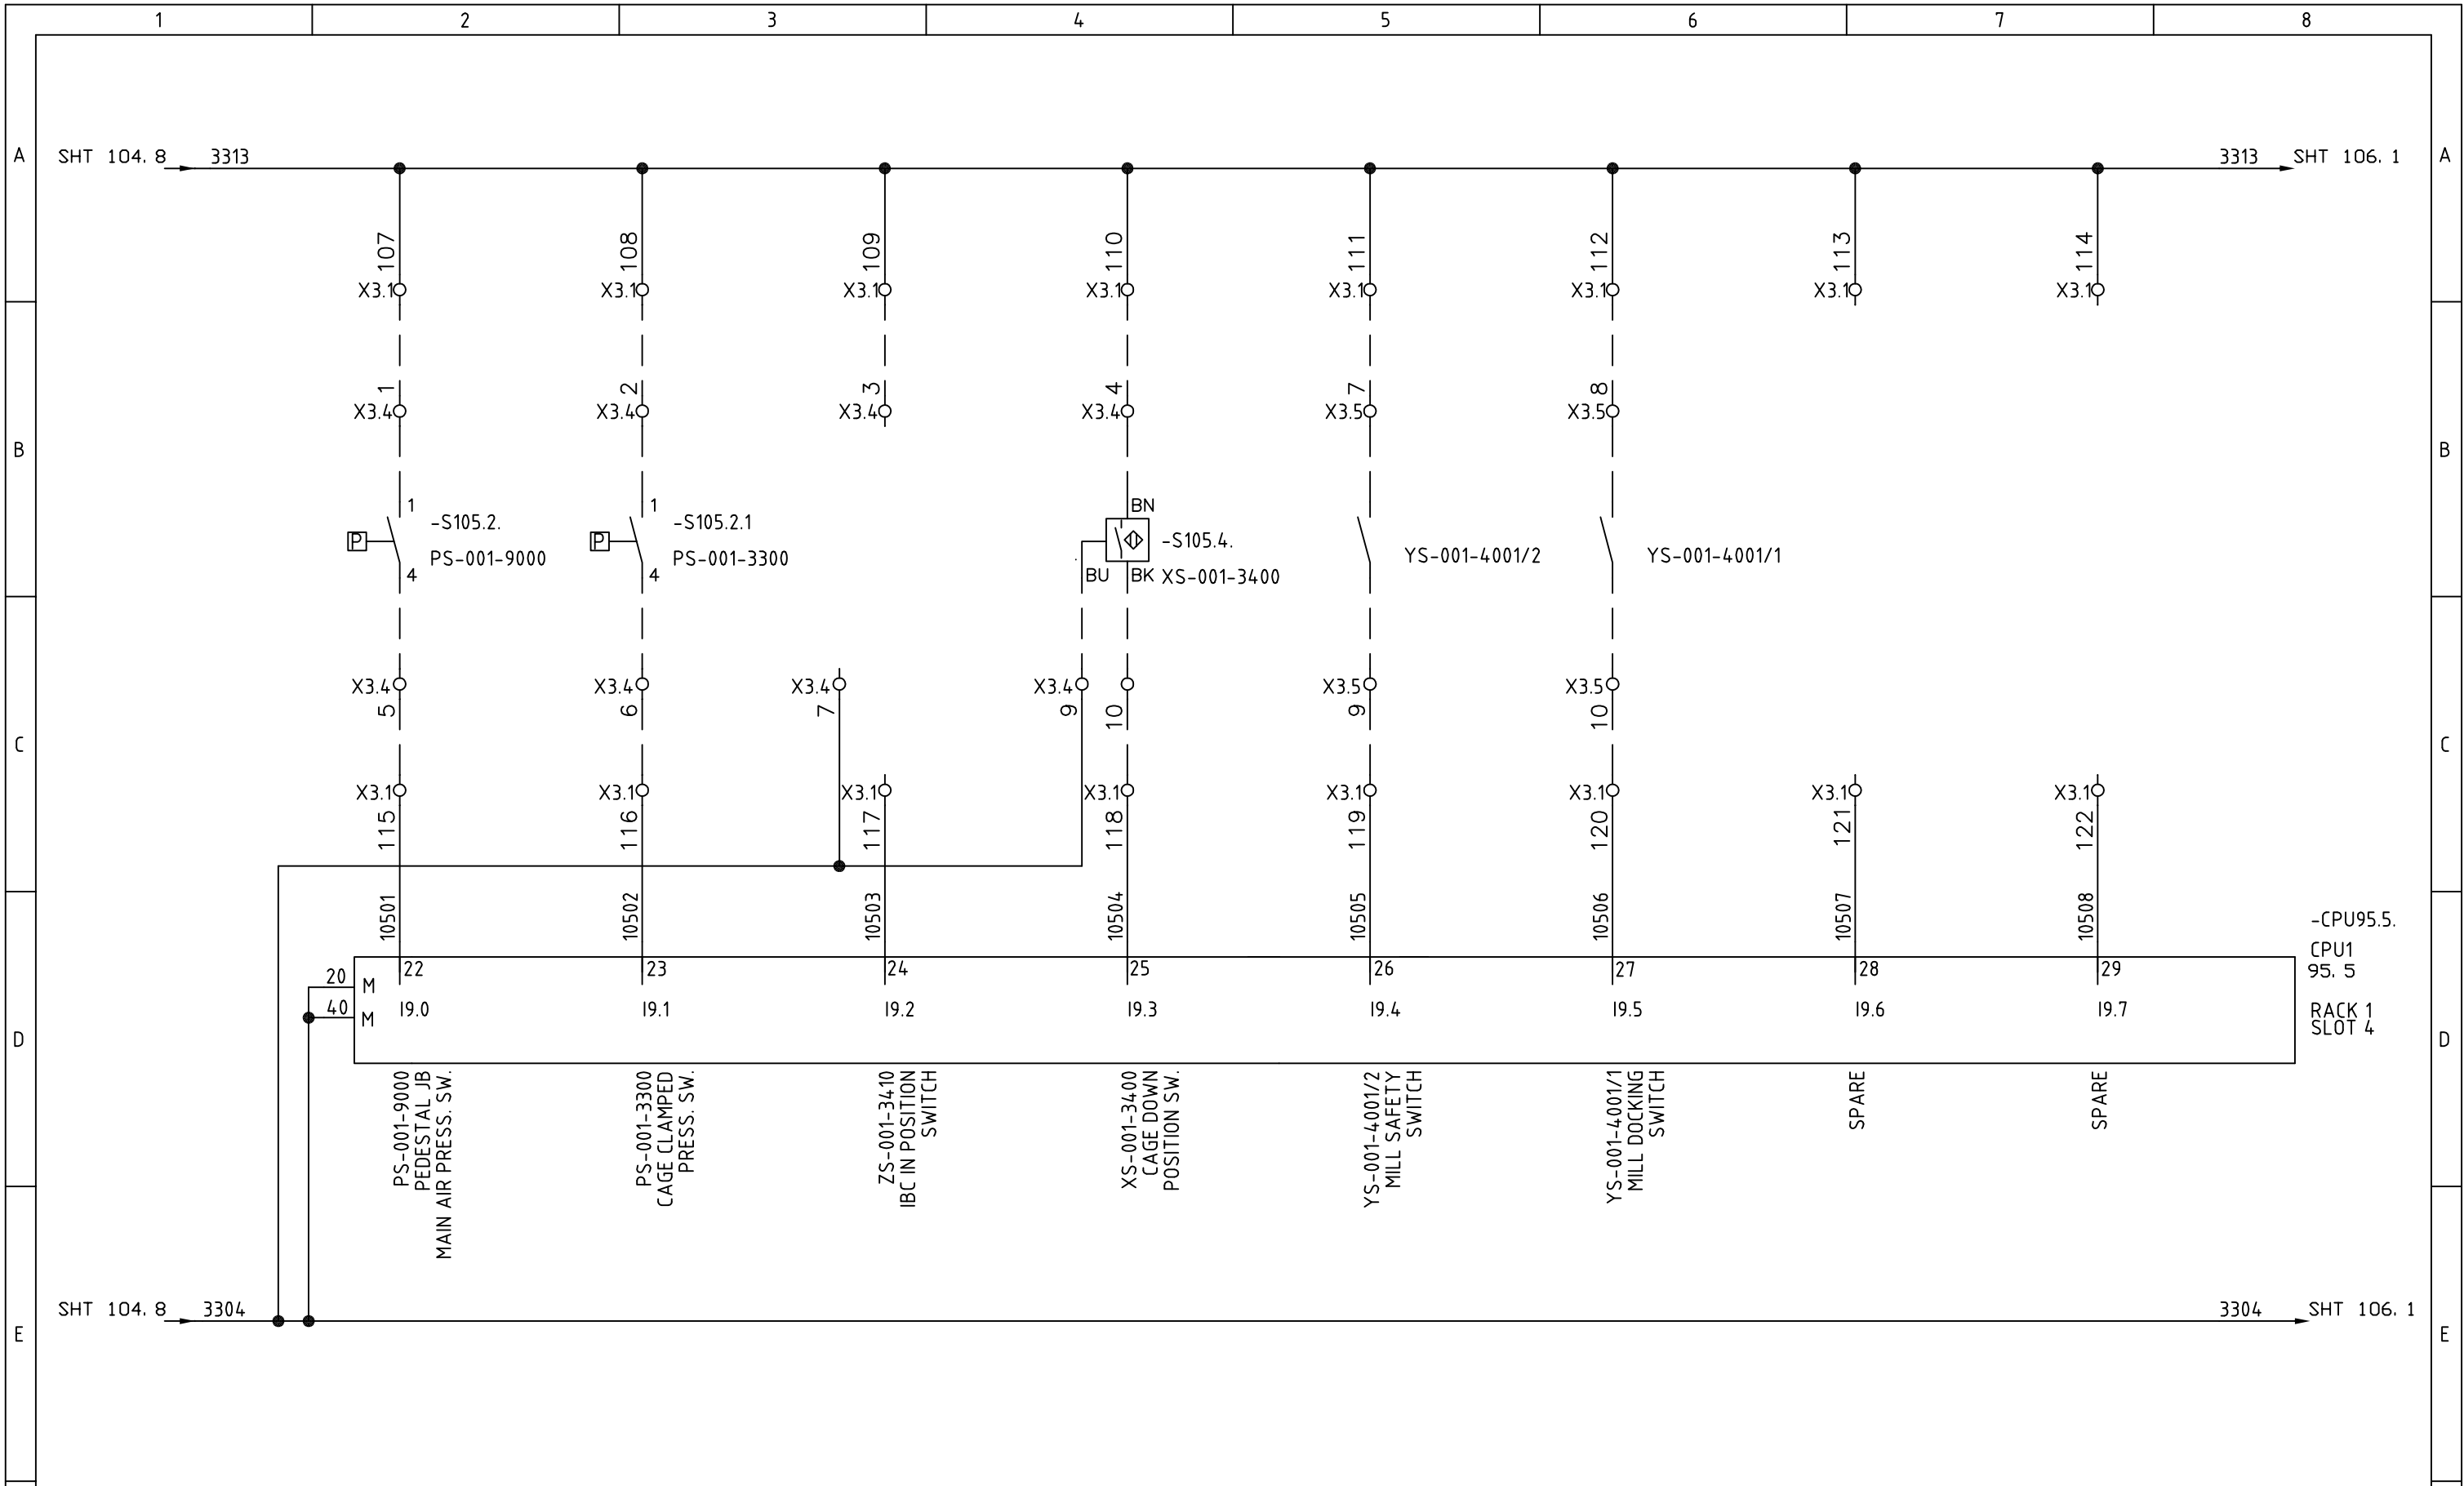 1 2 3 4 5 6 7 8
A SHT 104. 8 3313 3313 SHT 106. 1 A
107 108 109 110 111 112 113 114
X3.1 X3.1 X3.1 X3.1 X3.1 X3.1 X3.1 X3.1
1 2 3 4 7 8
X3.4 X3.4 X3.4 X3.4 X3.5 X3.5
B B
1 1 BN
-S105.2. -S105.2.1 -S105.4.
P P
PS-001-9000 PS-001-3300 YS-001-4001/2 YS-001-4001/1
4 4 BU BK XS-001-3400
X3.4 X3.4 X3.4 X3.4 X3.5 X3.5
5 6 7 9 10 9 10
C C
X3.1 X3.1 X3.1 X3.1 X3.1 X3.1 X3.1 X3.1
115 116 117 118 119 120 121 122
10501 10502 10503 10504 10505 10506 10507 10508
-CPU95.5.
CPU1
95. 5
20 M 22 23 24 25 26 27 28 29
40 M I9.0 I9.1 I9.2 I9.3 I9.4 I9.5 I9.6 I9.7
RACK 1
SLOT 4
D D
PS-001-9000
PEDESTAL JB
MAIN AIR PRESS. SW.
PS-001-3300
CAGE CLAMPED
PRESS. SW.
ZS-001-3410
IBC IN POSITION
SWITCH
XS-001-3400
CAGE DOWN
POSITION SW.
YS-001-4001/2
MILL SAFETY
SWITCH
YS-001-4001/1
MILL DOCKING
SWITCH
SPARE
SPARE
SHT 104. 8 3304 3304 SHT 106. 1
E E